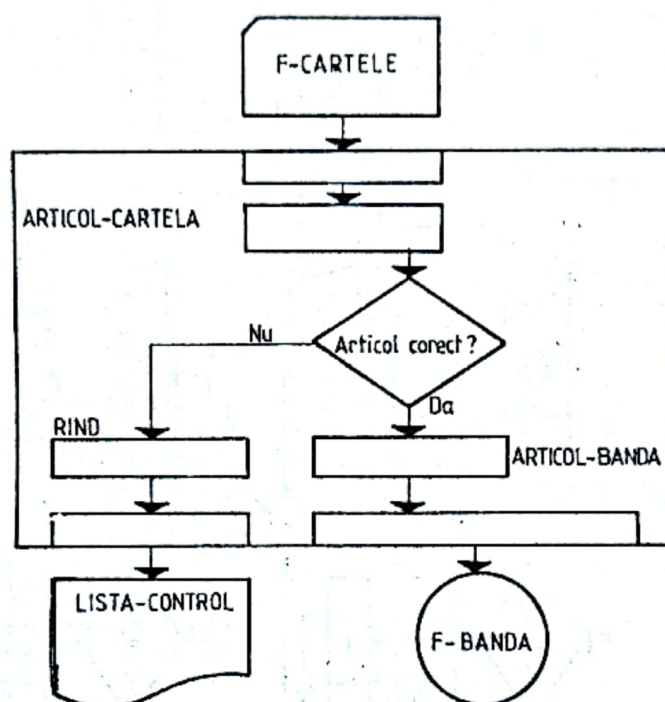 F-CARTELE
ARTICOL-CARTELA
Articol corect?
Nu
Da
RIND
ARTICOL-BANDA
LISTA-CONTROL
F-BANDA